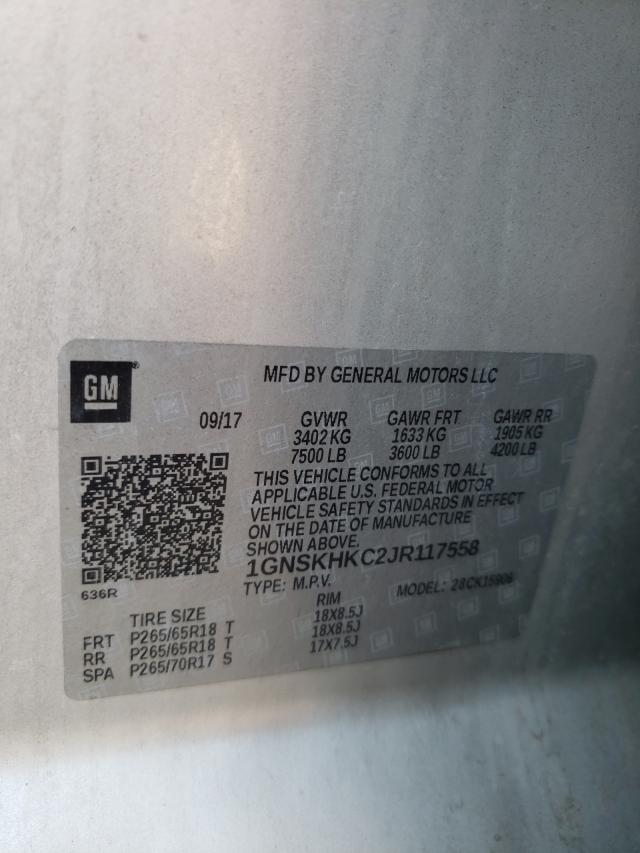 GM
MFD BY GENERAL MOTORS LLC
09/17 GVWR GAWR FRT GAWR RR
3402 KG 1633 KG 1905 KG
7500 LB 3600 LB 4200 LB
THIS VEHICLE CONFORMS TO ALL
APPLICABLE U.S. FEDERAL MOTOR
VEHICLE SAFETY STANDARDS IN EFFECT
ON THE DATE OF MANUFACTURE
SHOWN ABOVE.
1GNSKHKC2JR117558
636R
TYPE: M.P.V. MODEL: 28CK15906
TIRE SIZE RIM
FRT P265/65R18 T 18X8.5J
RR P265/65R18 T 18X8.5J
SPA P265/70R17 S 17X7.5J